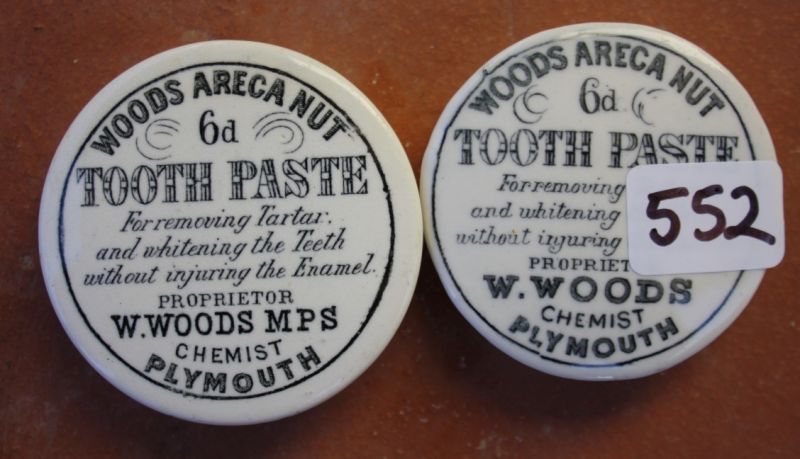 WOODS ARECA NUT
6d
TOOTH PASTE
For removing Tartar.
and whitening the Teeth
without injuring the Enamel.
PROPRIETOR
W. WOODS MPS
CHEMIST
PLYMOUTH
WOODS ARECA NUT
6d
TOOTH PASTE
For removing
and whitening
without injuring
552
W. WOODS
CHEMIST
PLYMOUTH